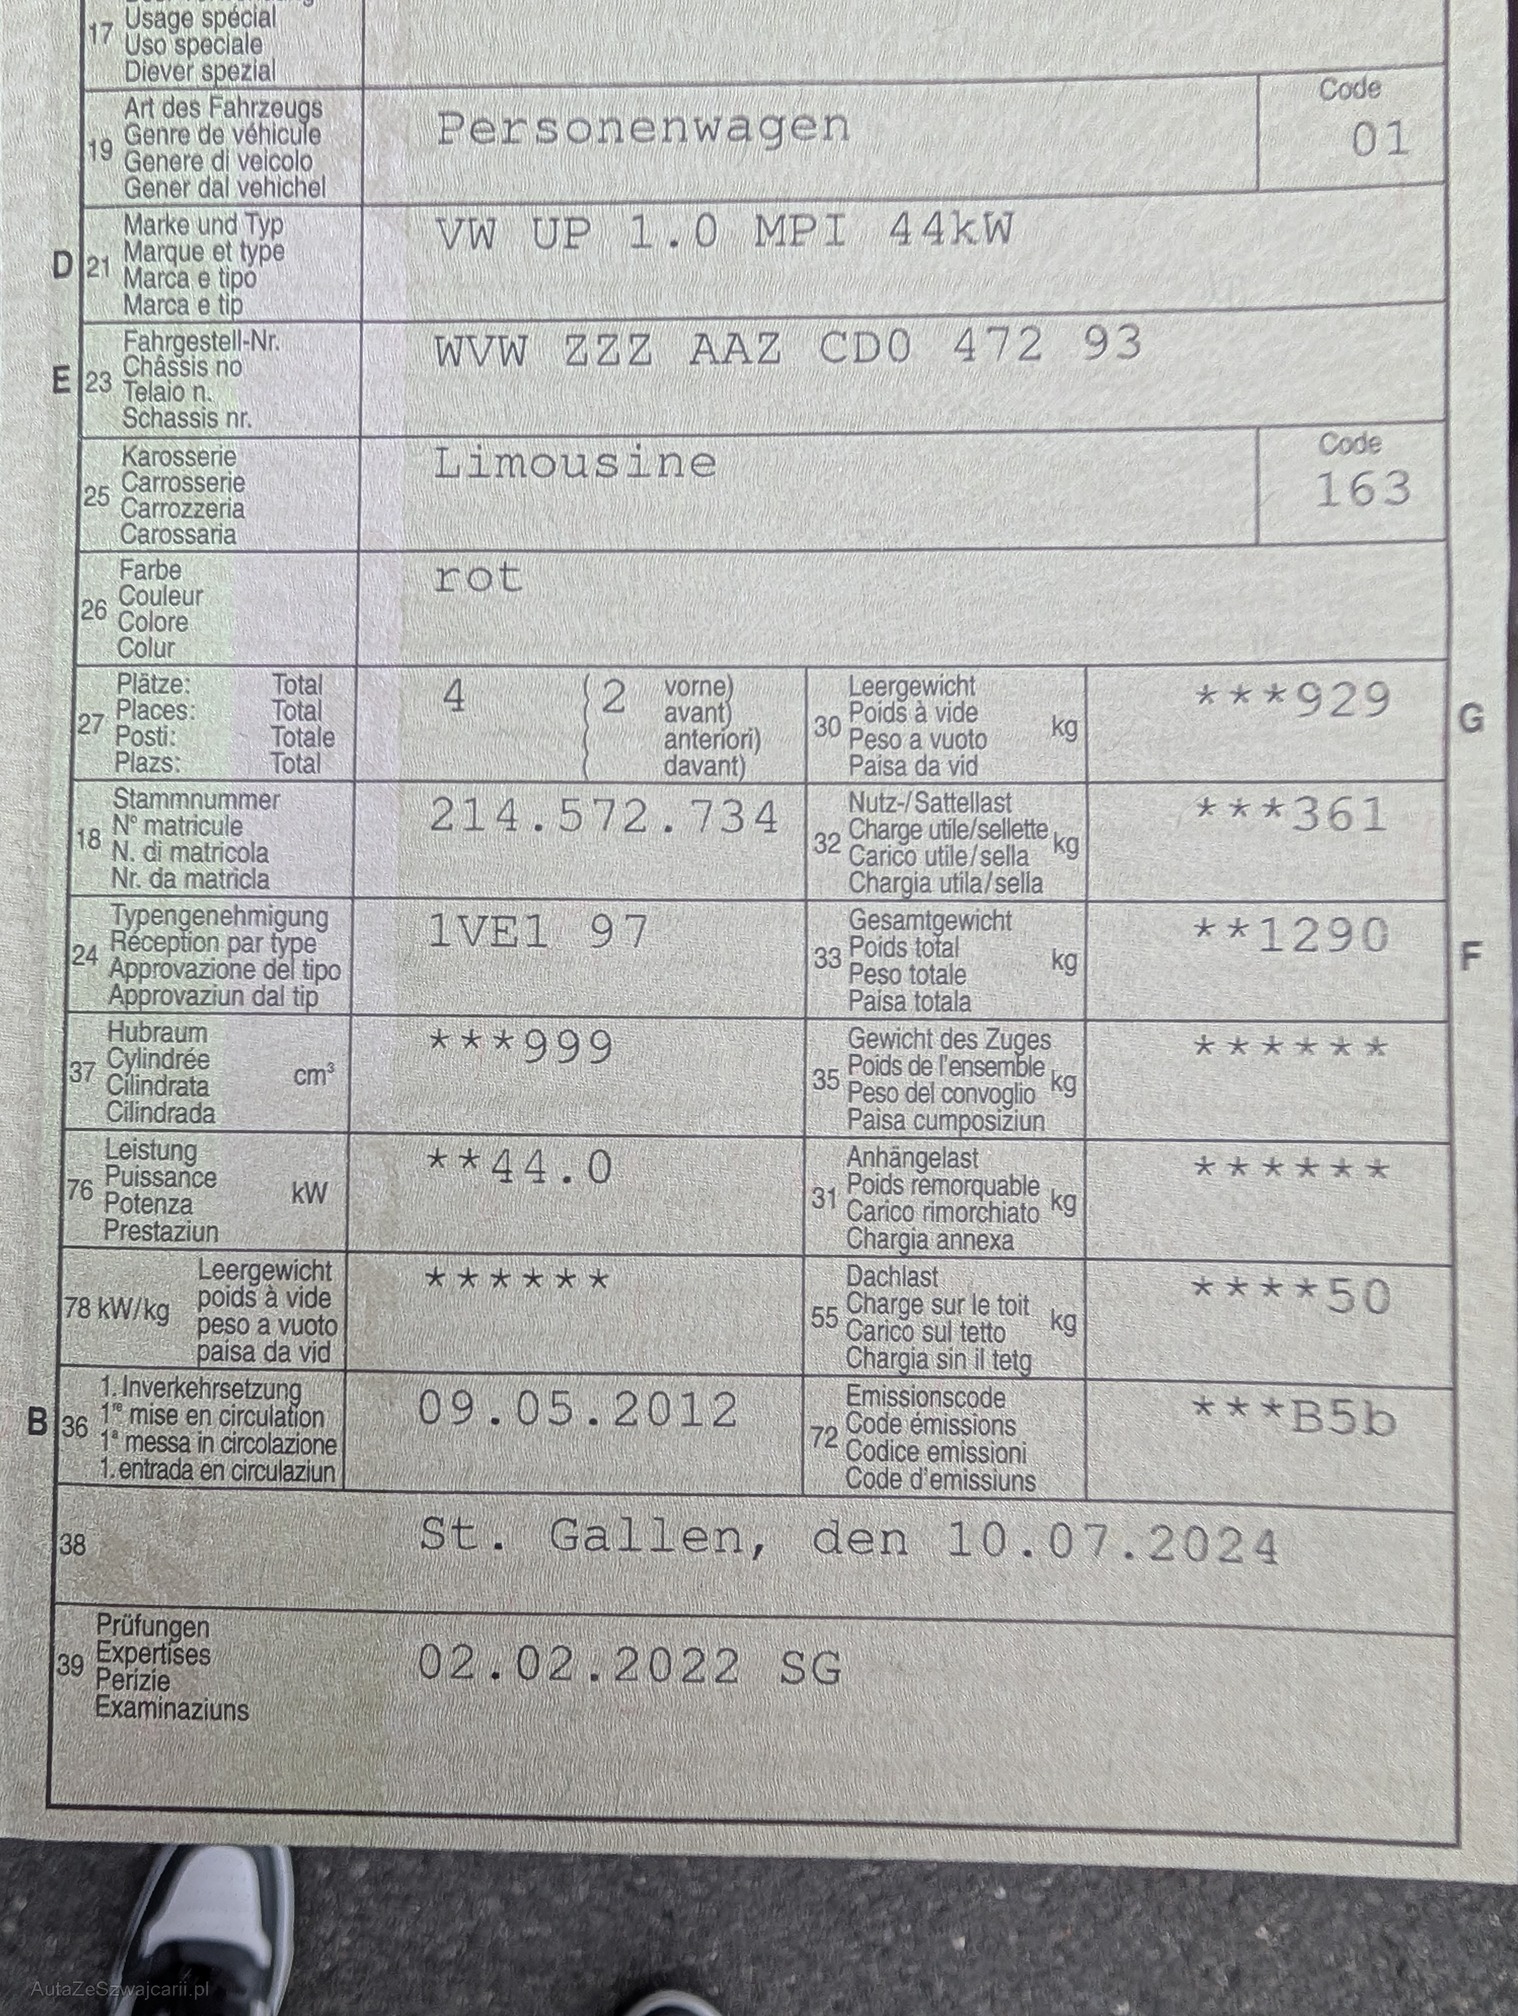 17 Usage spécial
Uso speciale
Diever spezial
19 Art des Fahrzeugs
Genre de véhicule
Genere di veicolo
Gener dal vehichel
Personenwagen
Code
01
D 21 Marke und Typ
Marque et type
Marca e tipo
Marca e tip
VW UP 1.0 MPI 44kW
E 23 Fahrgestell-Nr.
Châssis no
Telaio n.
Schassis nr.
WVW ZZZ AAZ CD0 472 93
25 Karosserie
Carrosserie
Carrozzeria
Carossaria
Limousine
Code
163
26 Farbe
Couleur
Colore
Colur
rot
27 Plätze: Total
Places: Total
Posti: Totale
Plazs: Total
4 (2 vorne)
avant)
anteriori)
davant)
30 Leergewicht
Poids à vide
Peso a vuoto
Paisa da vid
kg
***929
G
18 Stammnummer
N° matricule
N. di matricola
Nr. da matricla
214.572.734
32 Nutz-/Sattellast
Charge utile/sellette
Carico utile/sella
Chargia utila/sella
kg
***361
24 Typengenehmigung
Réception par type
Approvazione del tipo
Approvaziun dal tip
1VE1 97
33 Gesamtgewicht
Poids total
Peso totale
Paisa totala
kg
**1290
F
37 Hubraum
Cylindrée
Cilindrata
Cilindrada
cm³
***999
35 Gewicht des Zuges
Poids de l'ensemble
Peso del convoglio
Paisa cumposiziun
kg
******
76 Leistung
Puissance
Potenza
Prestaziun
kW
**44.0
31 Anhängelast
Poids remorquable
Carico rimorchiato
Chargia annexa
kg
******
78 kW/kg
Leergewicht
poids à vide
peso a vuoto
paisa da vid
******
55 Dachlast
Charge sur le toit
Carico sul tetto
Chargia sin il tetg
kg
****50
B 36 1. Inverkehrsetzung
1re mise en circulation
1a messa in circolazione
1. entrada en circulaziun
09.05.2012
72 Emissionscode
Code émissions
Codice emissioni
Code d'emissiuns
***B5b
38
St. Gallen, den 10.07.2024
39 Prüfungen
Expertises
Perizie
Examinaziuns
02.02.2022 SG
AutaZeSzwajcarii.pl